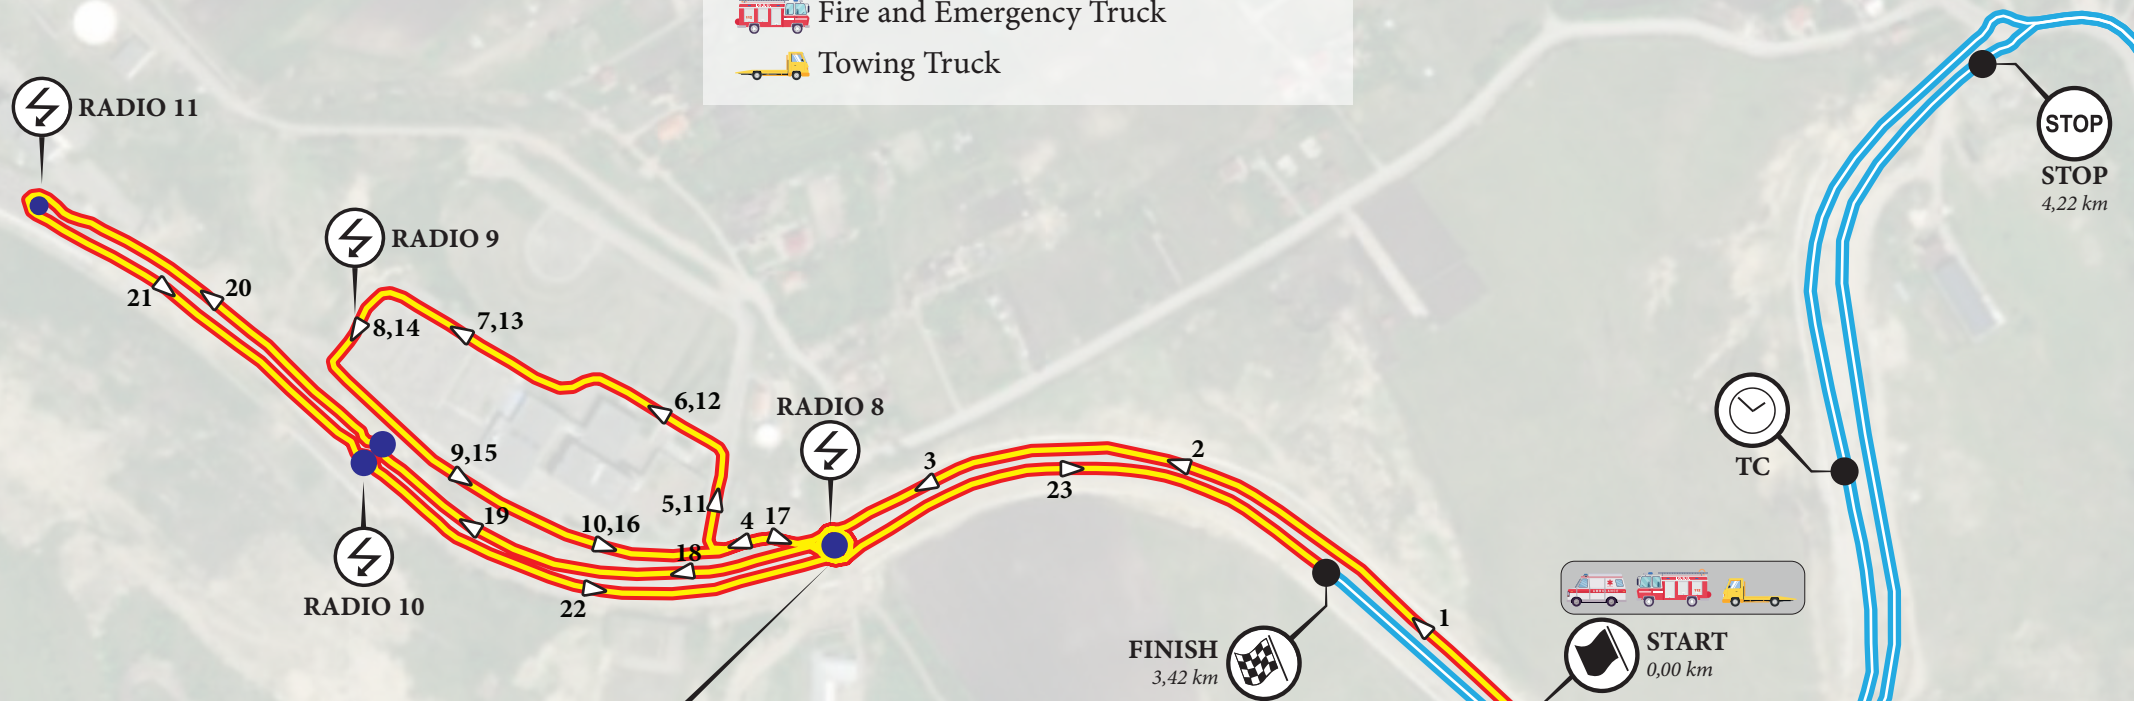 Fire and Emergency Truck
Towing Truck
RADIO 11
STOP
STOP
4,22 km
RADIO 9
20
21
7,13
8,14
6,12
RADIO 8
2
3
9,15
TC
23
5,11
4
17
19
10,16
18
RADIO 10
22
1
FINISH
3,42 km
START
0,00 km